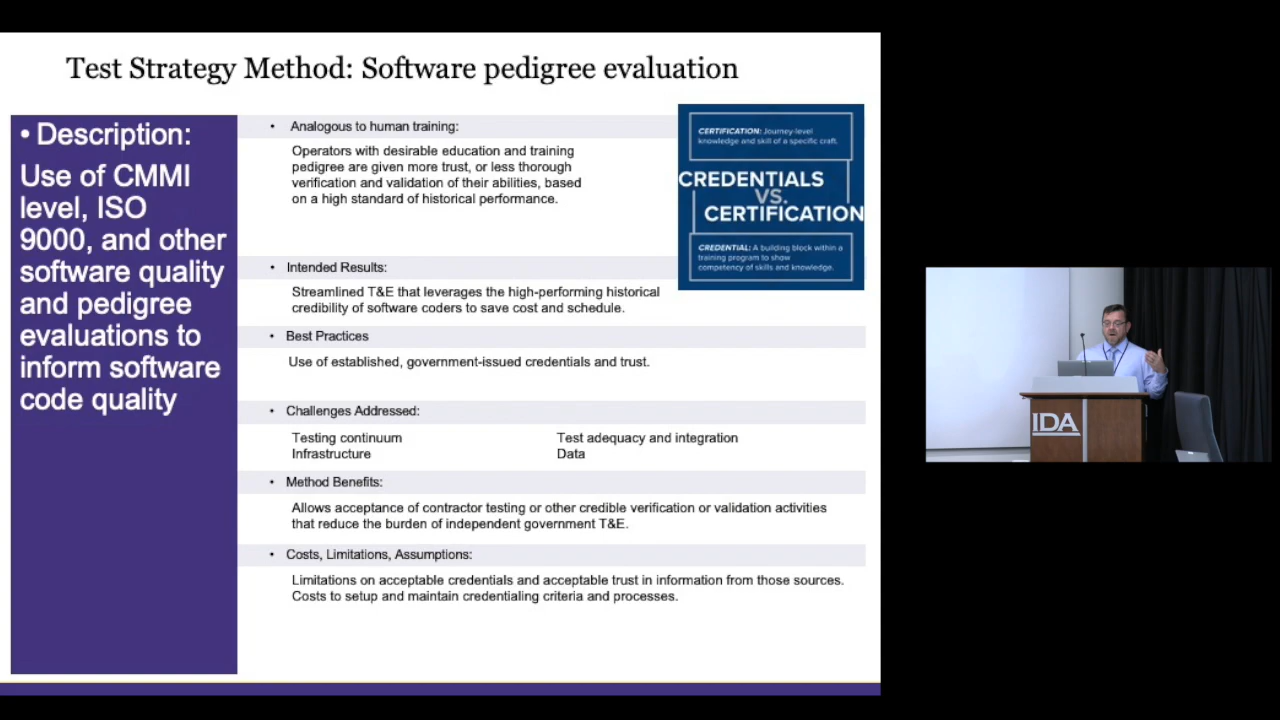 Test Strategy Method: Software pedigree evaluation
• Description:
Use of CMMI
level, ISO
9000, and other
software quality
and pedigree
evaluations to
inform software
code quality
• Analogous to human training:
Operators with desirable education and training
pedigree are given more trust, or less thorough
verification and validation of their abilities, based
on a high standard of historical performance.
CERTIFICATION: Journey-level
knowledge and skill of a specific craft.
CREDENTIALS
VS.
CERTIFICATION
CREDENTIAL: A building block within a
training program to show
competency of skills and knowledge.
• Intended Results:
Streamlined T&E that leverages the high-performing historical
credibility of software coders to save cost and schedule.
• Best Practices
Use of established, government-issued credentials and trust.
• Challenges Addressed:
Testing continuum
Infrastructure
Test adequacy and integration
Data
• Method Benefits:
Allows acceptance of contractor testing or other credible verification or validation activities
that reduce the burden of independent government T&E.
• Costs, Limitations, Assumptions:
Limitations on acceptable credentials and acceptable trust in information from those sources.
Costs to setup and maintain credentialing criteria and processes.
IDA